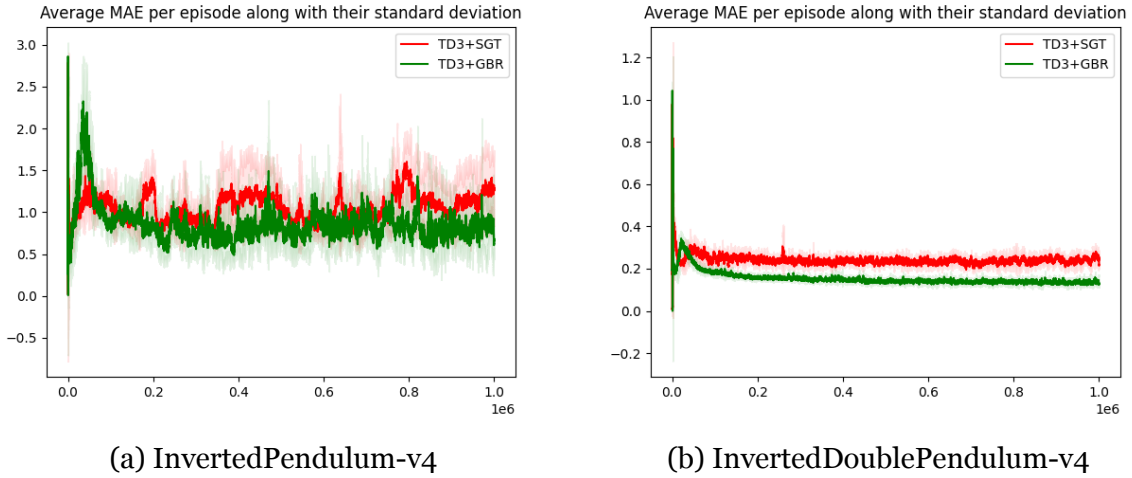 Average MAE per episode along with their standard deviation
3.0
2.5
2.0
1.5
1.0
0.5
0.0
−0.5
TD3+SGT
TD3+GBR
0.0 0.2 0.4 0.6 0.8 1.0
1e6
(a) InvertedPendulum-v4
Average MAE per episode along with their standard deviation
1.2
1.0
0.8
0.6
0.4
0.2
0.0
−0.2
TD3+SGT
TD3+GBR
0.0 0.2 0.4 0.6 0.8 1.0
1e6
(b) InvertedDoublePendulum-v4